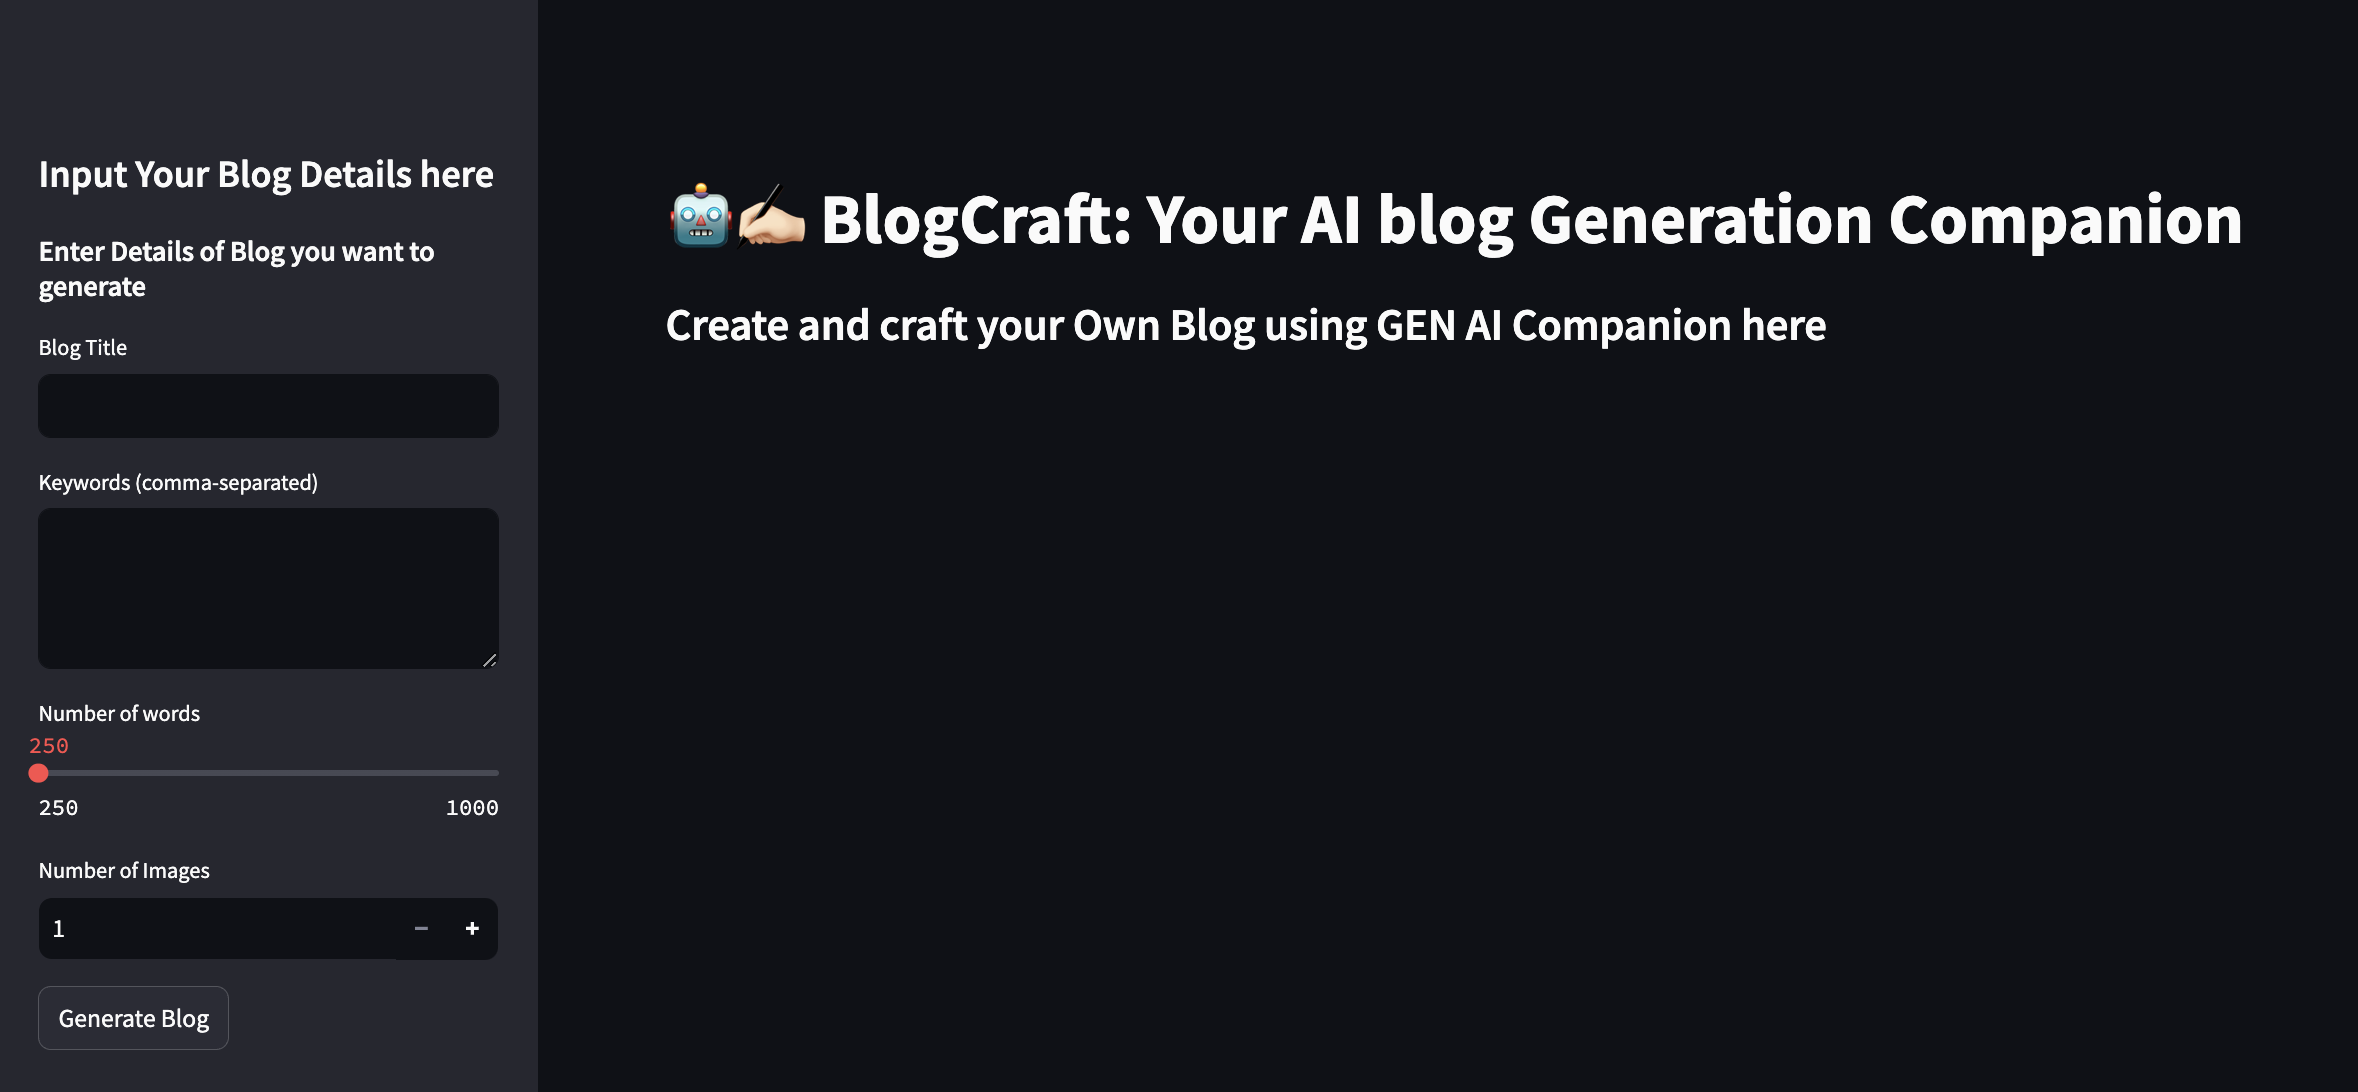 Input Your Blog Details here
Enter Details of Blog you want to
generate
Blog Title
Keywords (comma-separated)
Number of words
250
250 1000
Number of Images
1 − +
Generate Blog
🤖✍🏻 BlogCraft: Your AI blog Generation Companion
Create and craft your Own Blog using GEN AI Companion here